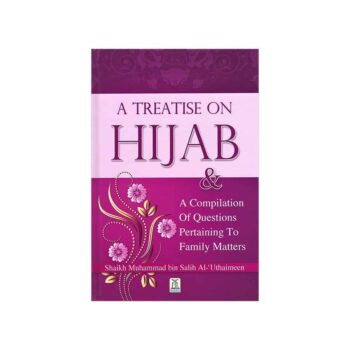 A TREATISE ON
HIJAB
&
A Compilation
Of Questions
Pertaining To
Family Matters
Shaikh Muhammad bin Salih Al-'Uthaimeen